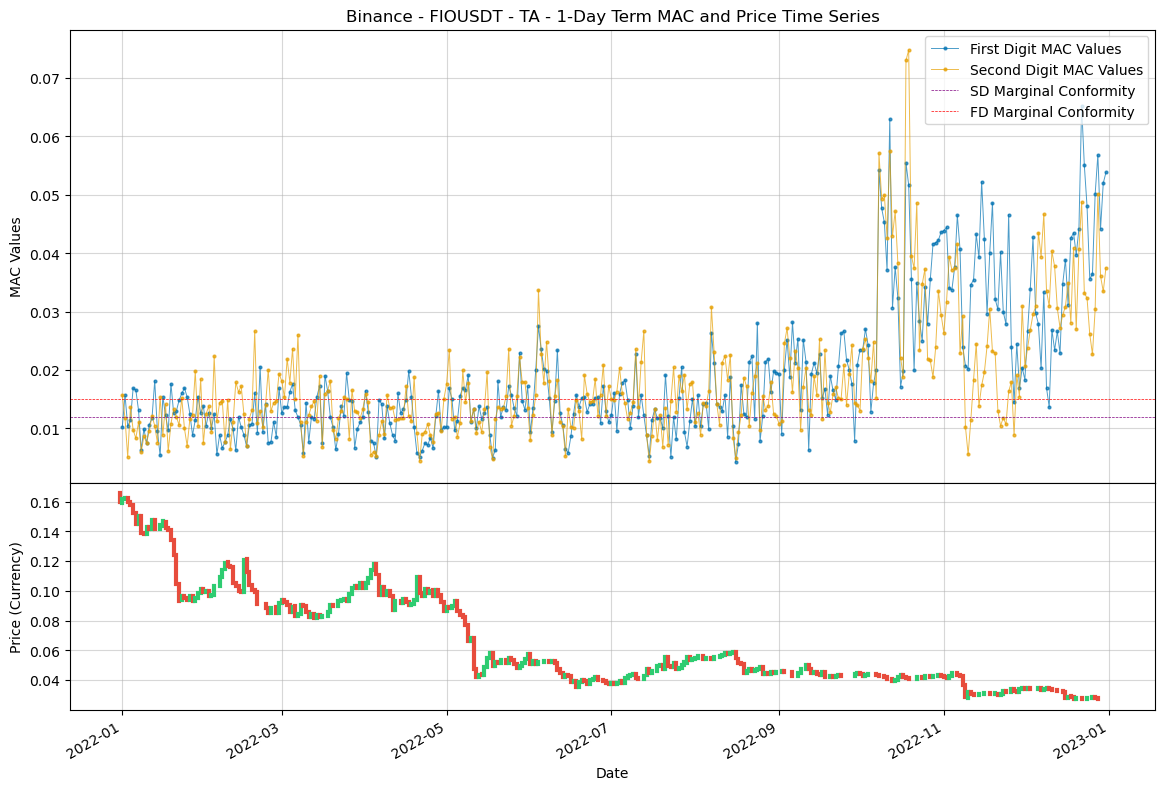 Binance - FIOUSDT - TA - 1-Day Term MAC and Price Time Series
First Digit MAC Values
Second Digit MAC Values
SD Marginal Conformity
FD Marginal Conformity
MAC Values
0.07
0.06
0.05
0.04
0.03
0.02
0.01
Price (Currency)
0.16
0.14
0.12
0.10
0.08
0.06
0.04
2022-01
2022-03
2022-05
2022-07
2022-09
2022-11
2023-01
Date